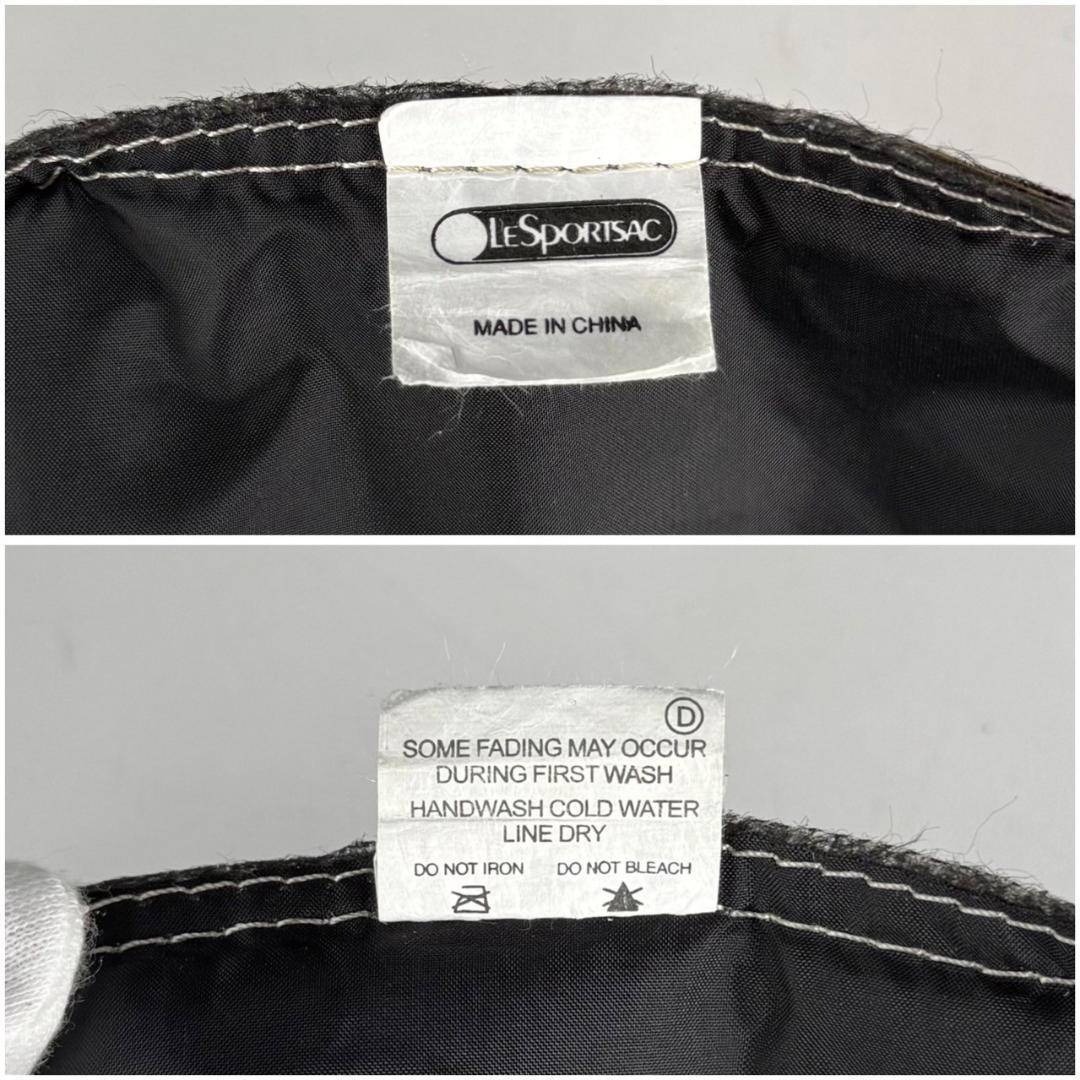 LESPORTSAC
MADE IN CHINA
D
SOME FADING MAY OCCUR
DURING FIRST WASH
HANDWASH COLD WATER
LINE DRY
DO NOT IRON DO NOT BLEACH